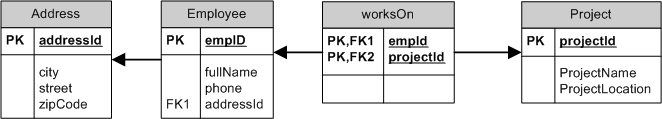 Address
PK addressId
city
street
zipCode
Employee
PK empID
fullName
phone
FK1 addressId
worksOn
PK,FK1 empId
PK,FK2 projectId
Project
PK projectId
ProjectName
ProjectLocation